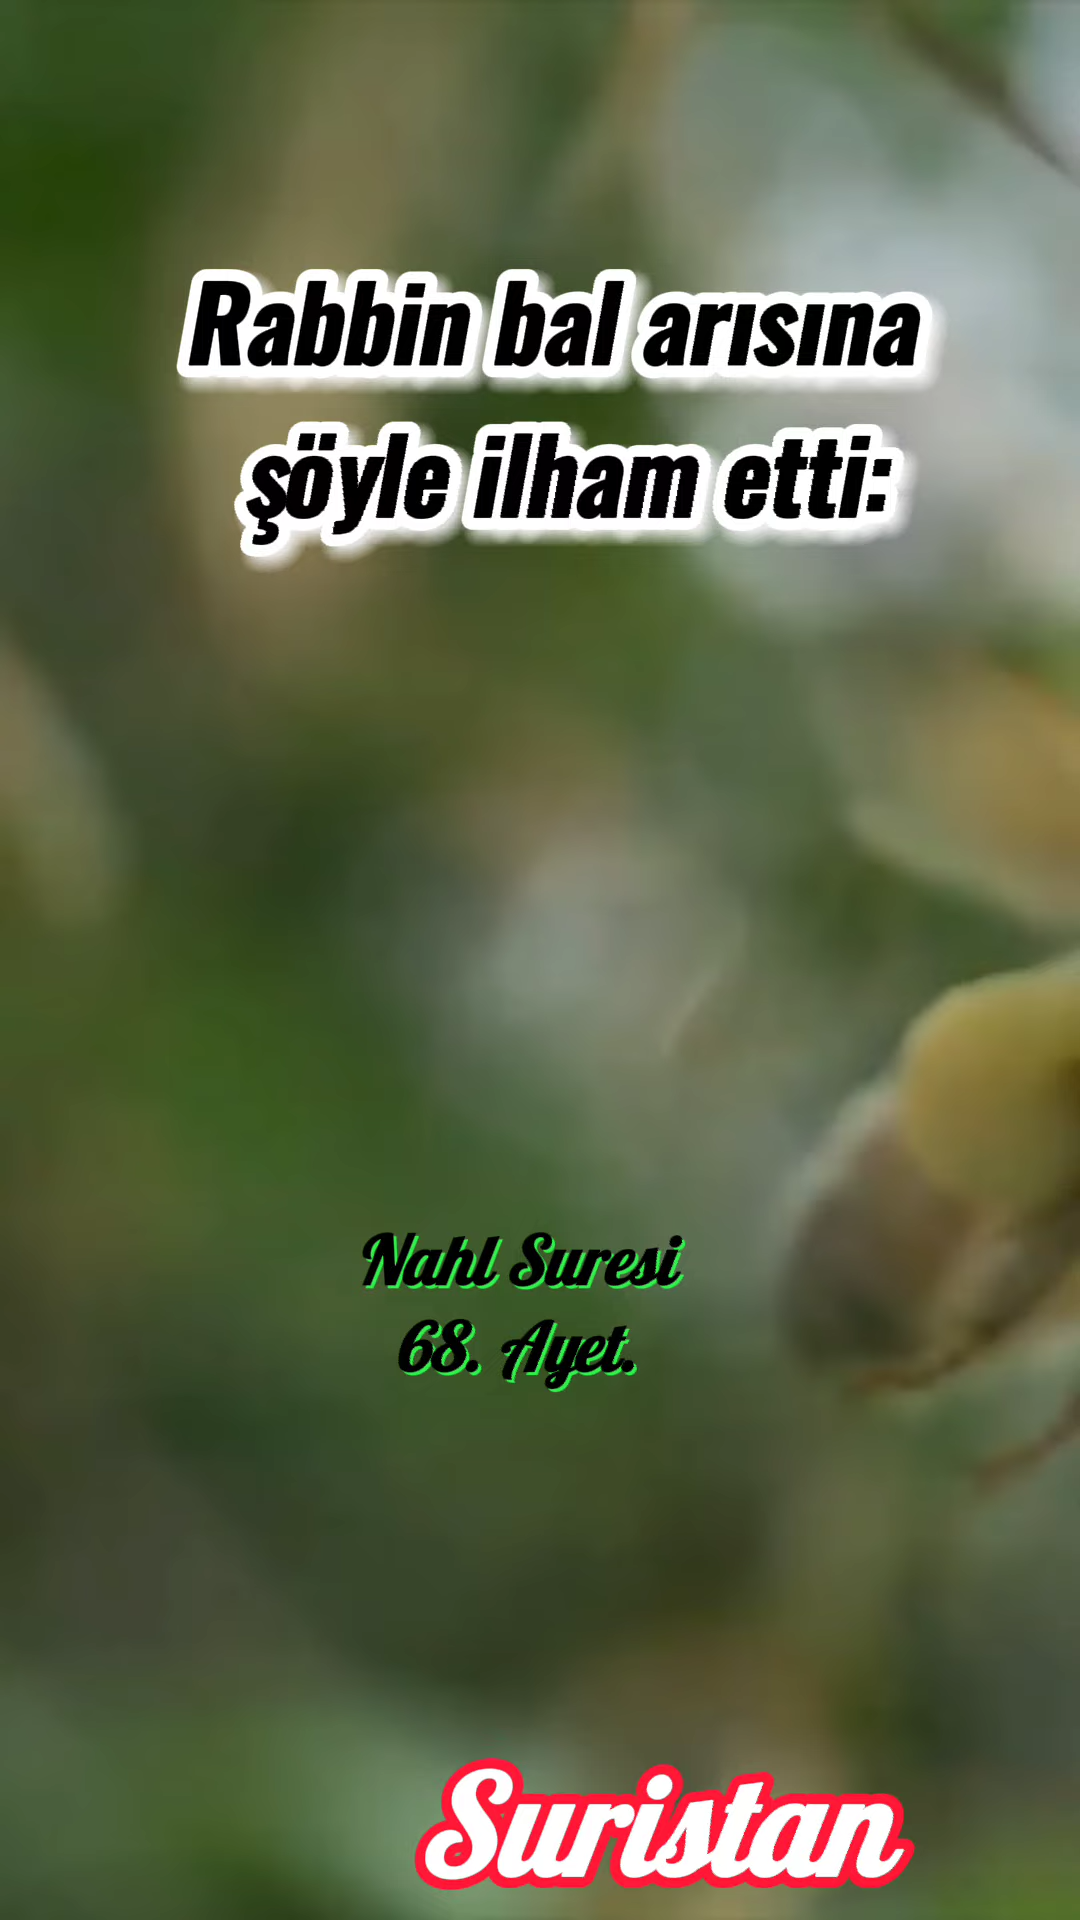 Rabbin bal arısına
şöyle ilham etti:
Nahl Suresi
68. Ayet.
Suristan